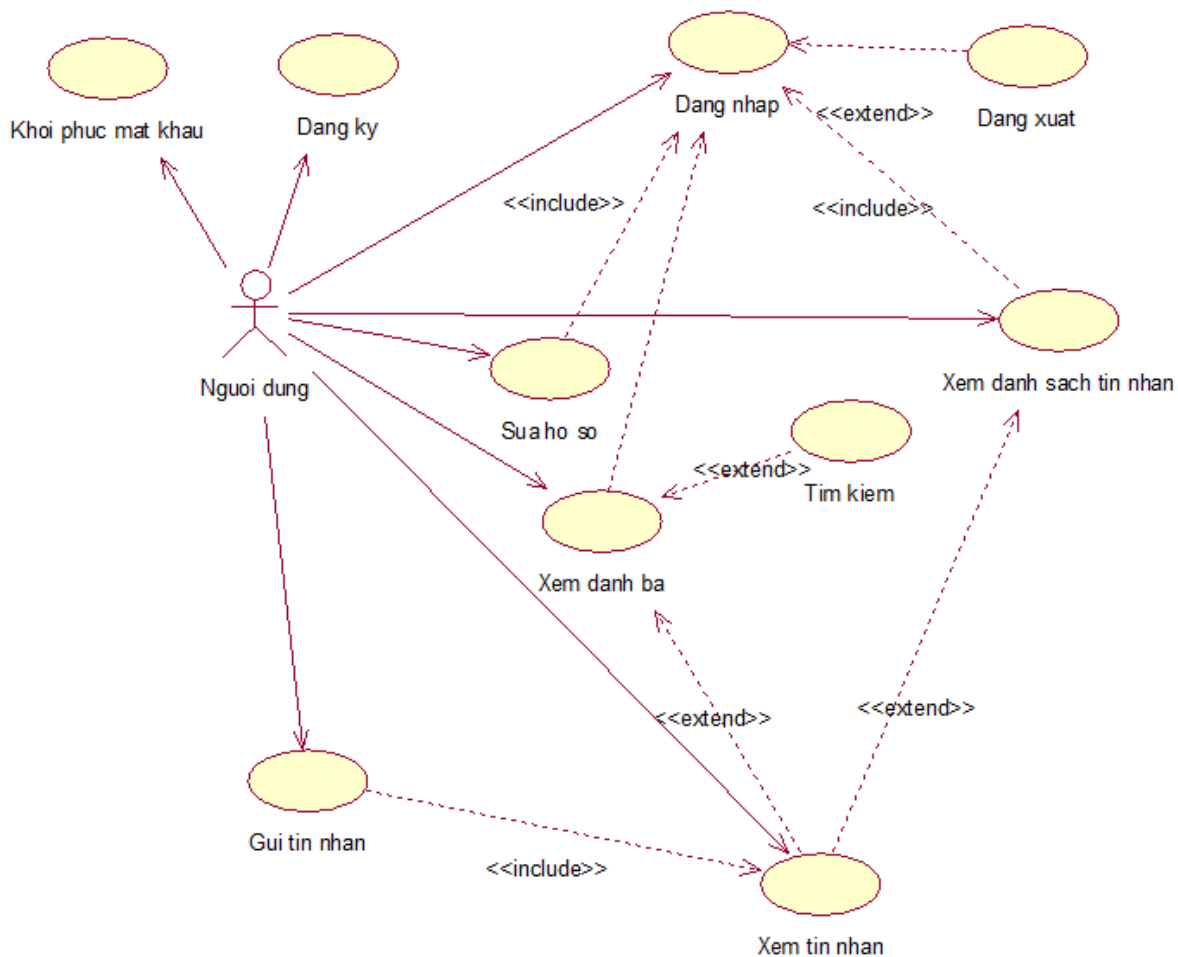 Khoi phuc mat khau
Dang ky
Dang nhap
<<extend>>
Dang xuat
<<include>>
<<include>>
Nguoi dung
Xem danh sach tin nhan
Sua ho so
<<extend>>
Tim kiem
Xem danh ba
<<extend>>
<<extend>>
Gui tin nhan
<<include>>
Xem tin nhan